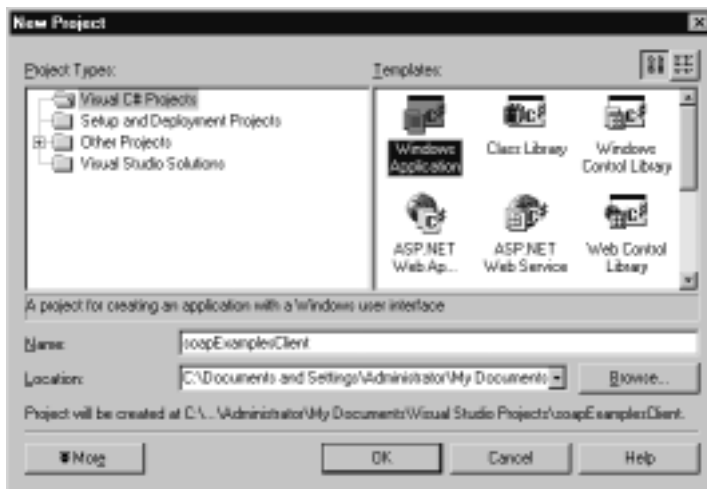 New Project
Project Types:
Templates:
Visual C# Projects
Setup and Deployment Projects
Other Projects
Visual Studio Solutions
Windows Application
Class Library
Windows Control Library
ASP.NET Web Ap...
ASP.NET Web Service
Web Control Library
A project for creating an application with a Windows user interface
Name:
soapExamplesClient
Location:
C:\Documents and Settings\Administrator\My Documents
Browse...
Project will be created at C:\...\Administrator\My Documents\Visual Studio Projects\soapExamplesClient.
More
OK
Cancel
Help